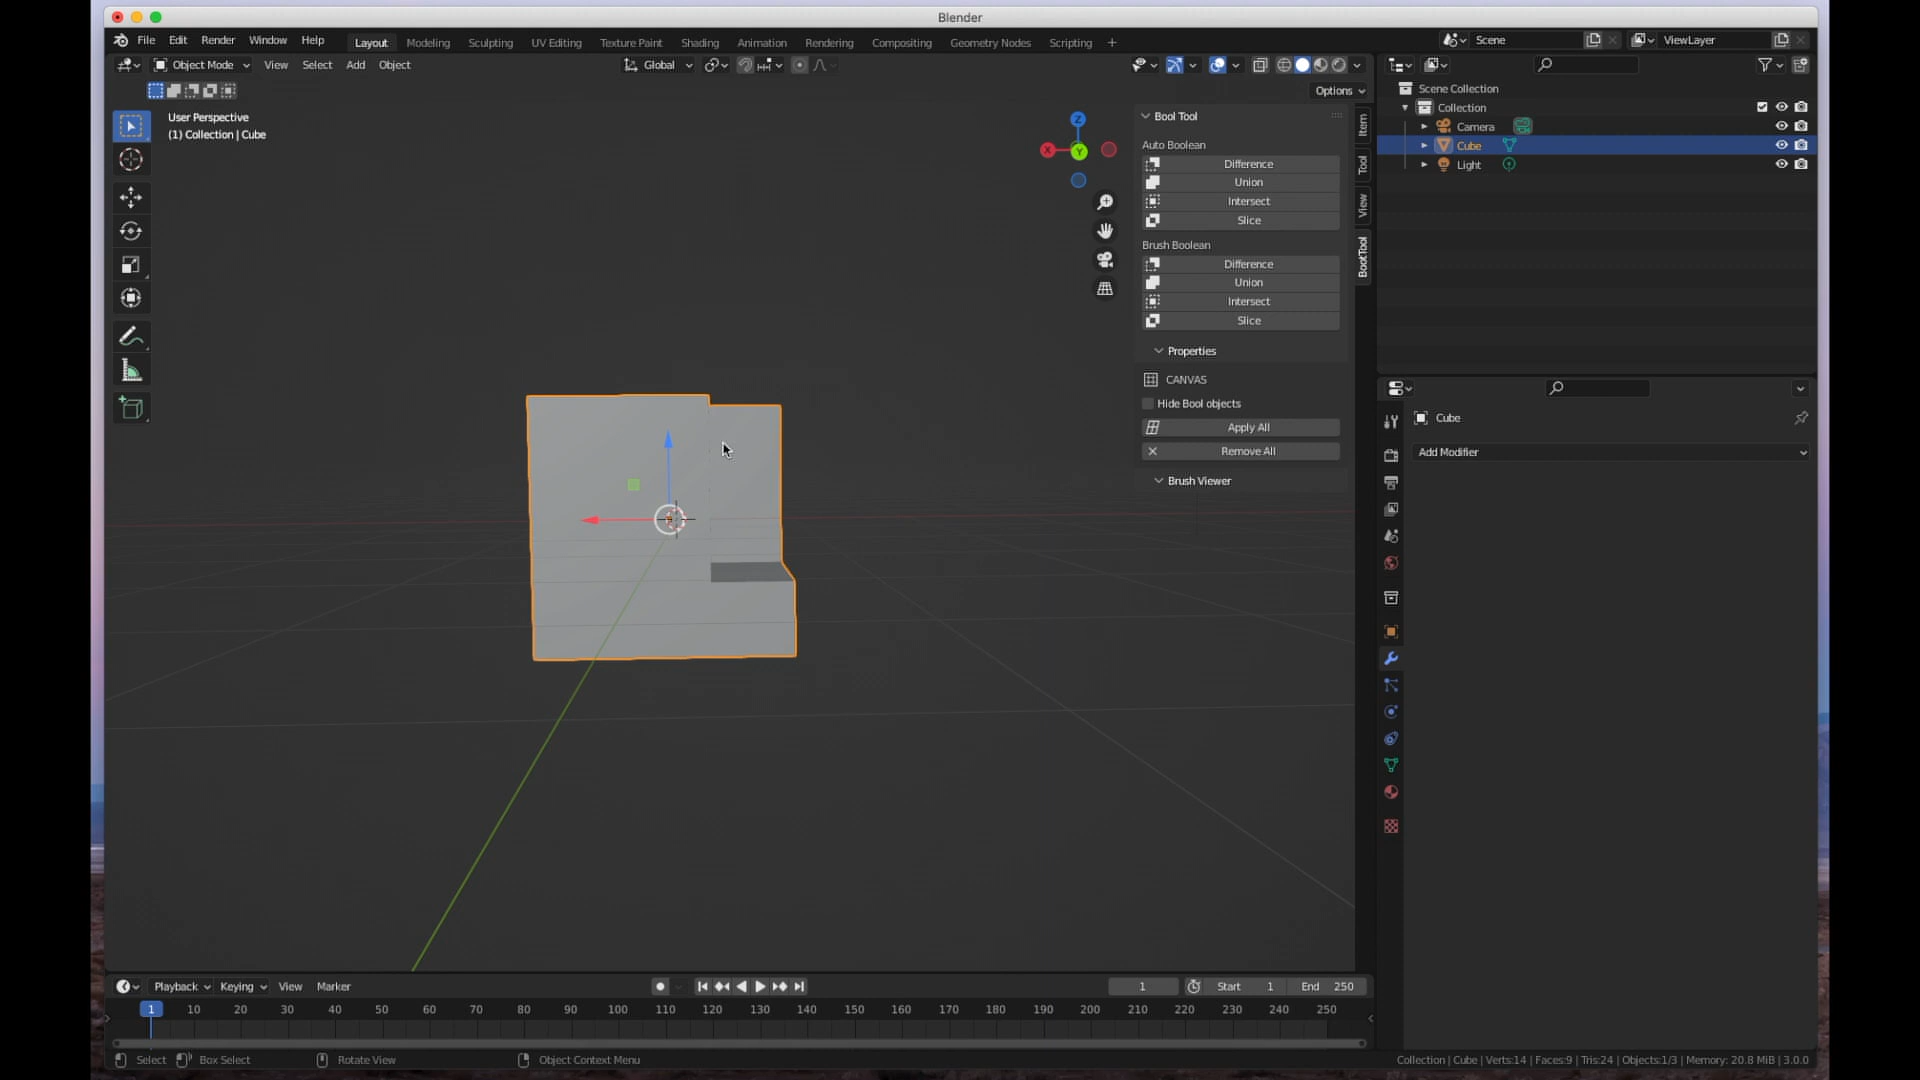 Blender
File Edit Render Window Help
Layout Modeling Sculpting UV Editing Texture Paint Shading Animation Rendering Compositing Geometry Nodes Scripting +
Scene
ViewLayer
Object Mode View Select Add Object
Global
Options
User Perspective
(1) Collection | Cube
Z
X
Y
Bool Tool
Auto Boolean
Difference
Union
Intersect
Slice
Brush Boolean
Difference
Union
Intersect
Slice
Properties
CANVAS
Hide Bool objects
Apply All
Remove All
Brush Viewer
Item
Tool
View
BoolTool
Scene Collection
Collection
Camera
Cube
Light
Cube
Add Modifier
Playback Keying View Marker
1
Start 1
End 250
1 10 20 30 40 50 60 70 80 90 100 110 120 130 140 150 160 170 180 190 200 210 220 230 240 250
Select
Box Select
Rotate View
Object Context Menu
Collection | Cube | Verts:14 | Faces:9 | Tris:24 | Objects:1/3 | Memory: 20.8 MiB | 3.0.0